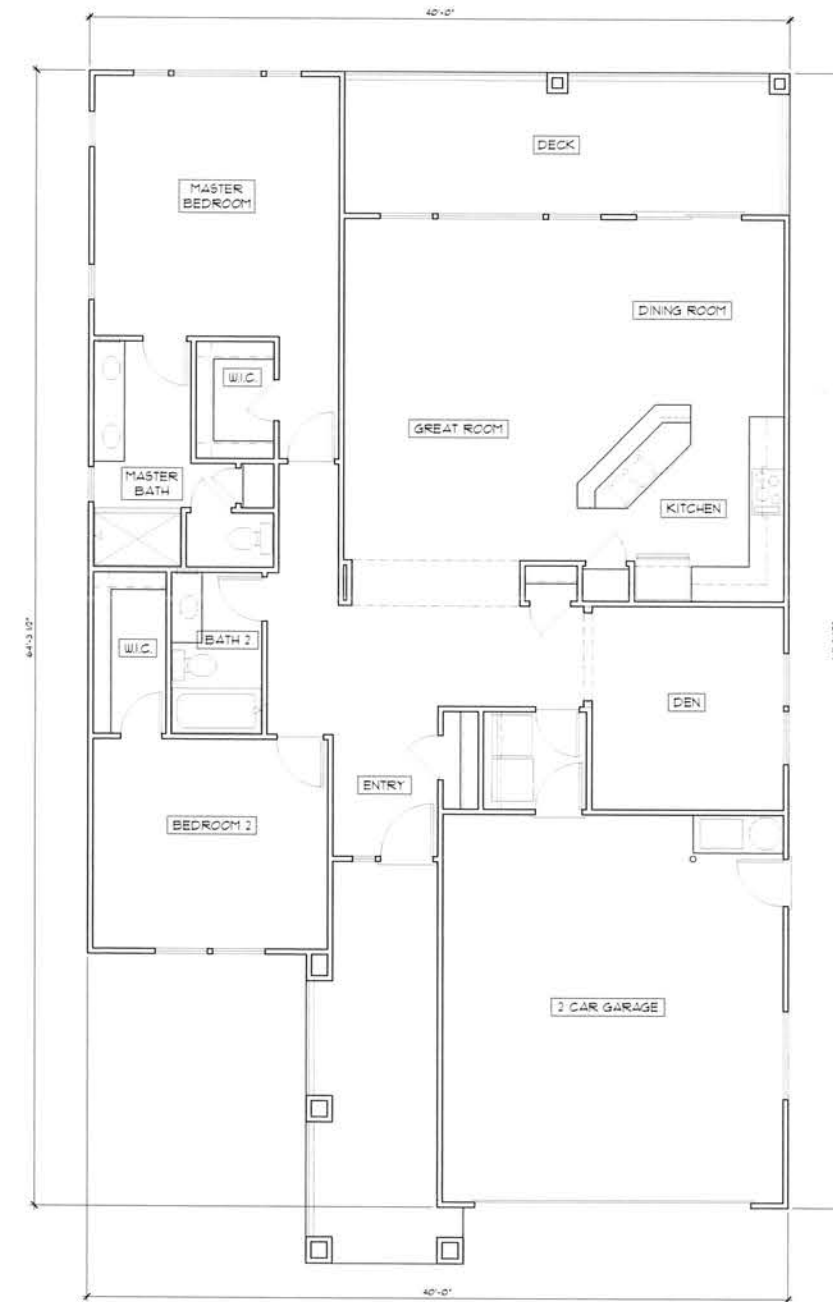 40'-0"
DECK
MASTER
BEDROOM
DINING ROOM
W.I.C.
GREAT ROOM
MASTER
BATH
KITCHEN
BATH 2
W.I.C.
DEN
ENTRY
BEDROOM 2
2 CAR GARAGE
40'-0"